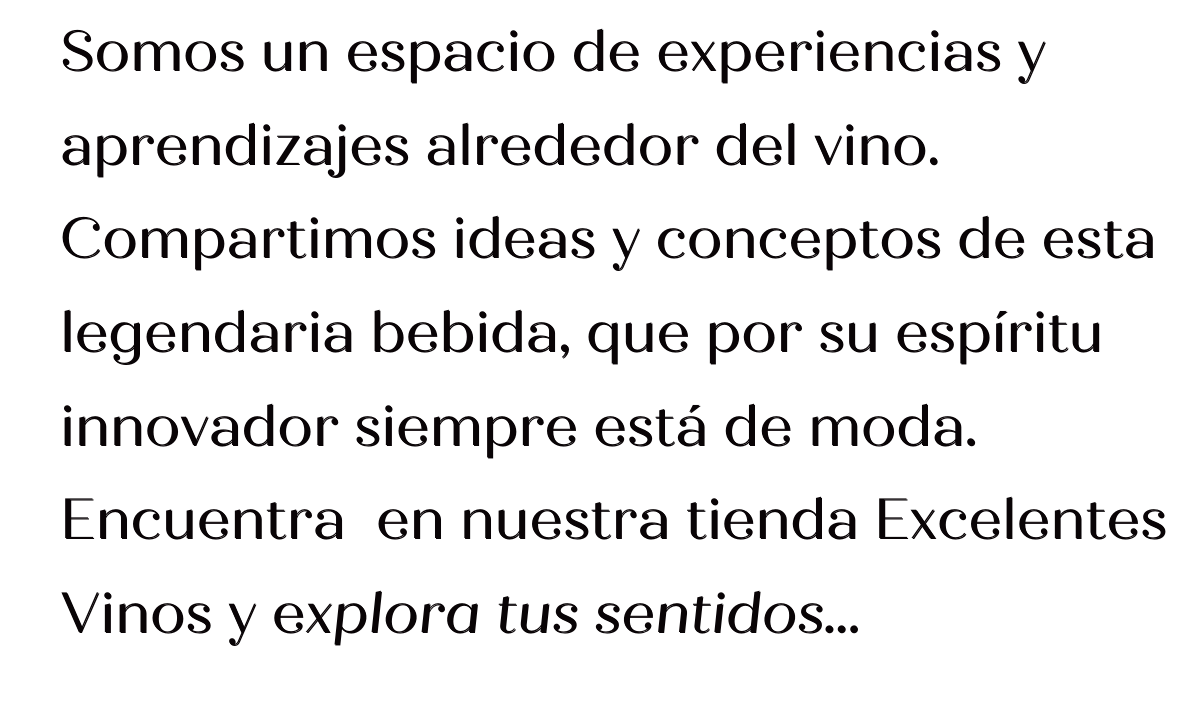 Somos un espacio de experiencias y
aprendizajes alrededor del vino.
Compartimos ideas y conceptos de esta
legendaria bebida, que por su espíritu
innovador siempre está de moda.
Encuentra  en nuestra tienda Excelentes
Vinos y explora tus sentidos...